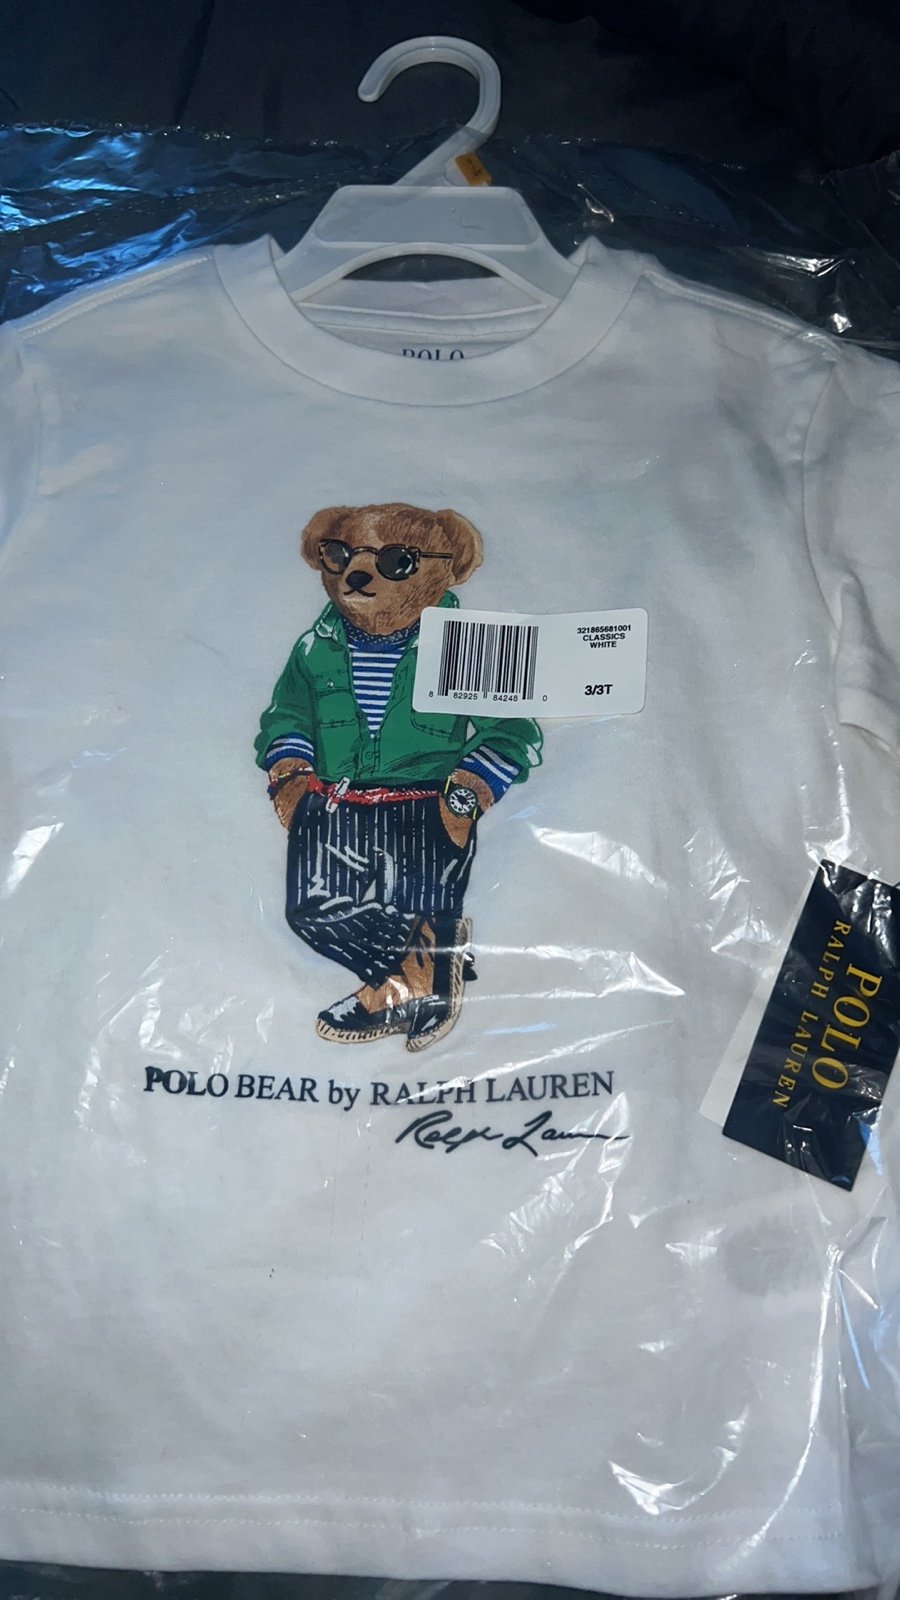 POLO
321865681001
CLASSICS
WHITE
8 82925 84248 0
3/3T
POLO
RALPH LAUREN
POLO BEAR by RALPH LAUREN
Ralph Lauren